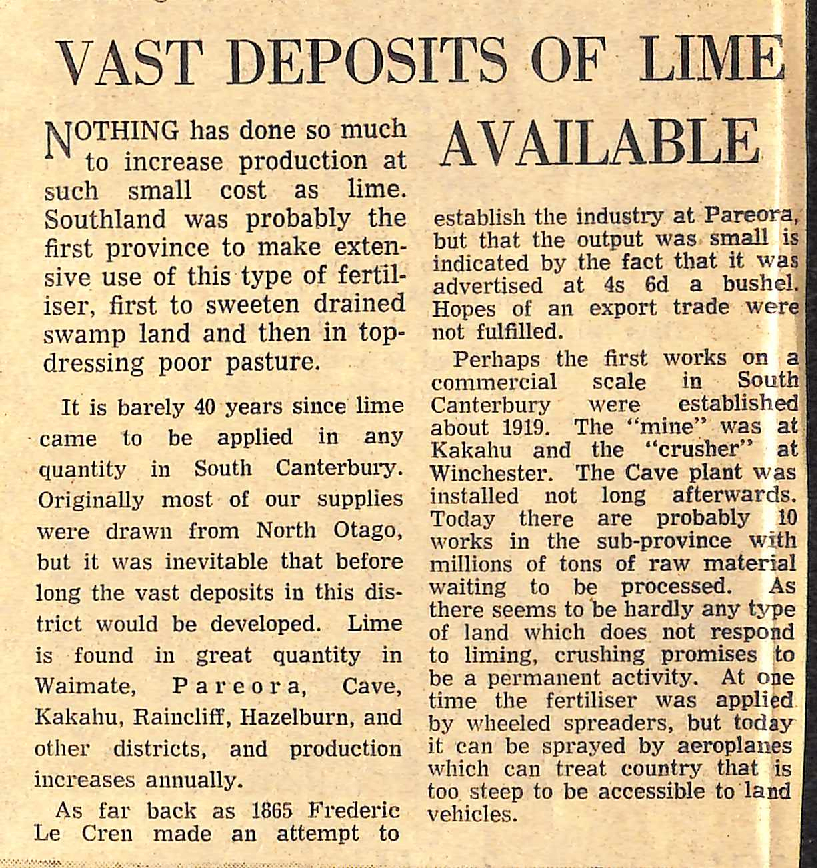 VAST DEPOSITS OF LIME
AVAILABLE
NOTHING has done so much
to increase production at
such small cost as lime.
Southland was probably the
first province to make exten-
sive use of this type of fertil-
iser, first to sweeten drained
swamp land and then in top-
dressing poor pasture.
It is barely 40 years since lime
came to be applied in any
quantity in South Canterbury.
Originally most of our supplies
were drawn from North Otago,
but it was inevitable that before
long the vast deposits in this dis-
trict would be developed. Lime
is found in great quantity in
Waimate, Pareora, Cave,
Kakahu, Raincliff, Hazelburn, and
other districts, and production
increases annually.
As far back as 1865 Frederic
Le Cren made an attempt to
establish the industry at Pareora,
but that the output was small is
indicated by the fact that it was
advertised at 4s 6d a bushel.
Hopes of an export trade were
not fulfilled.
Perhaps the first works on a
commercial scale in South
Canterbury were established
about 1919. The "mine" was at
Kakahu and the "crusher" at
Winchester. The Cave plant was
installed not long afterwards.
Today there are probably 10
works in the sub-province with
millions of tons of raw material
waiting to be processed. As
there seems to be hardly any type
of land which does not respond
to liming, crushing promises to
be a permanent activity. At one
time the fertiliser was applied
by wheeled spreaders, but today
it can be sprayed by aeroplanes
which can treat country that is
too steep to be accessible to land
vehicles.